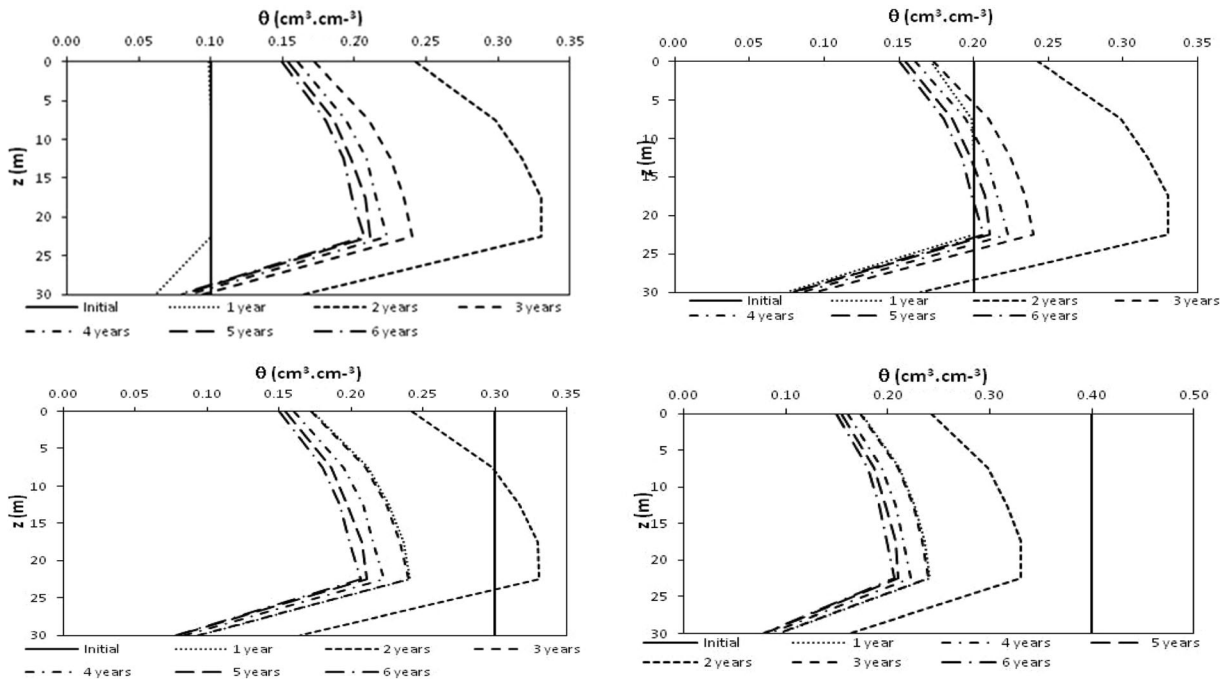 θ (cm³.cm-³)
0.00 0.05 0.10 0.15 0.20 0.25 0.30 0.35
0
5
10
15
20
25
30
z (m)
Initial 1 year 2 years 3 years
4 years 5 years 6 years
θ (cm³.cm-³)
0.00 0.05 0.10 0.15 0.20 0.25 0.30 0.35
0
5
10
15
20
25
30
z (m)
Initial 1 year 2 years 3 years
4 years 5 years 6 years
θ (cm³.cm-³)
0.00 0.05 0.10 0.15 0.20 0.25 0.30 0.35
0
5
10
15
20
25
30
z (m)
Initial 1 year 2 years 3 years
4 years 5 years 6 years
θ (cm³.cm-³)
0.00 0.10 0.20 0.30 0.40 0.50
0
5
10
15
20
25
30
z (m)
Initial 1 year 4 years 5 years
2 years 3 years 6 years